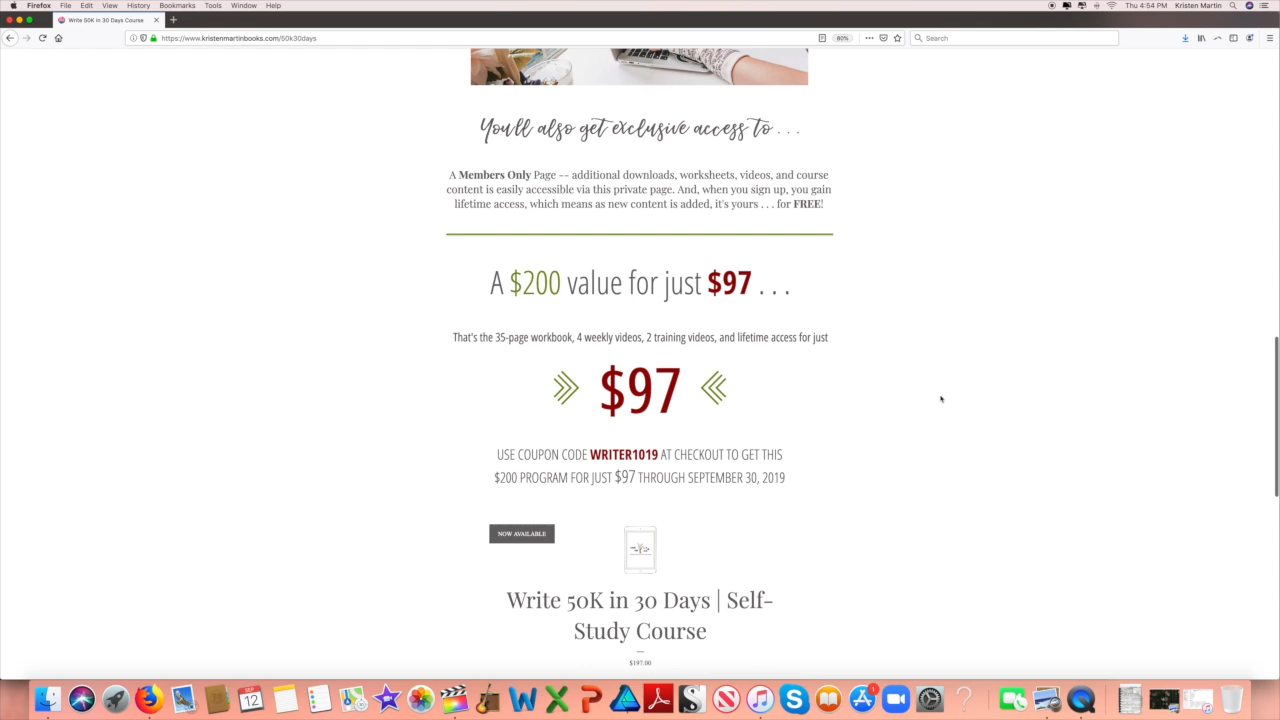 Firefox File Edit View History Bookmarks Tools Window Help
Thu 4:54 PM Kristen Martin
Write 50K in 30 Days Course
https://www.kristenmartinbooks.com/50k30days
80%
Search
You'll also get exclusive access to . . .
A Members Only Page -- additional downloads, worksheets, videos, and course
content is easily accessible via this private page. And, when you sign up, you gain
lifetime access, which means as new content is added, it's yours . . . for FREE!
A $200 value for just $97 . . .
That's the 35-page workbook, 4 weekly videos, 2 training videos, and lifetime access for just
$97
USE COUPON CODE WRITER1019 AT CHECKOUT TO GET THIS
$200 PROGRAM FOR JUST $97 THROUGH SEPTEMBER 30, 2019
NOW AVAILABLE
Write 50K in 30 Days | Self-
Study Course
$197.00
SEP
12
1